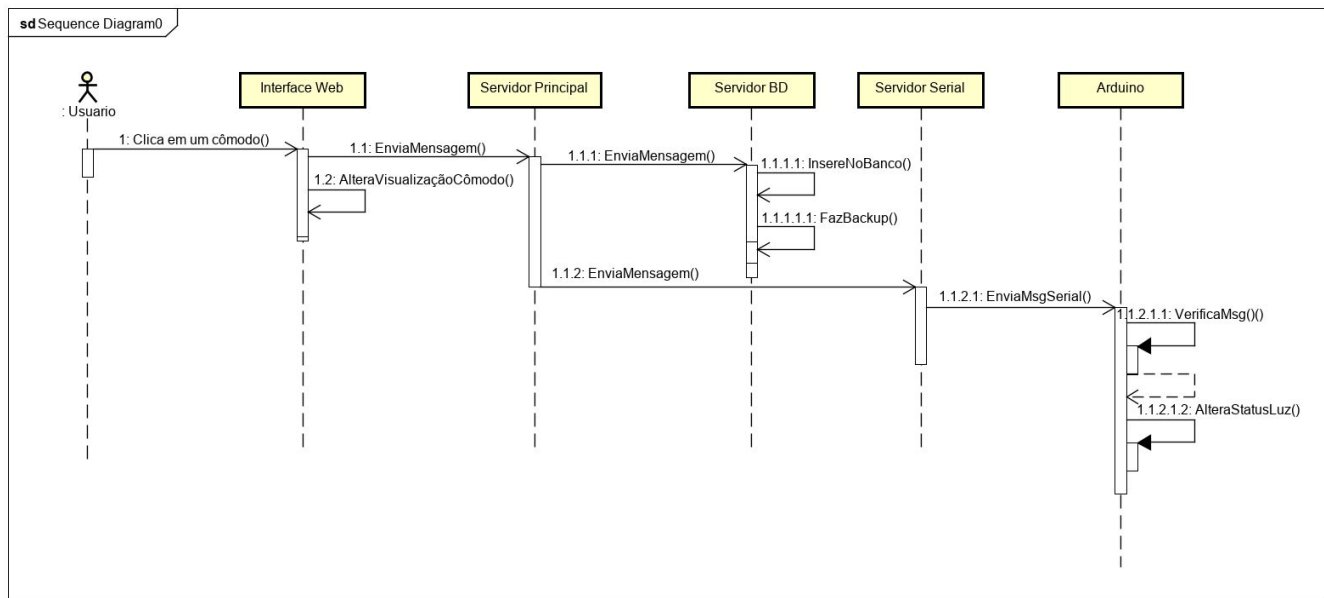 sd Sequence Diagram0
: Usuario
Interface Web
Servidor Principal
Servidor BD
Servidor Serial
Arduino
1: Clica em um cômodo()
1.1: EnviaMensagem()
1.1.1: EnviaMensagem()
1.1.1.1: InsereNoBanco()
1.2: AlteraVisualizaçãoCômodo()
1.1.1.1.1: FazBackup()
1.1.2: EnviaMensagem()
1.1.2.1: EnviaMsgSerial()
1.1.2.1.1: VerificaMsg()()
1.1.2.1.2: AlteraStatusLuz()